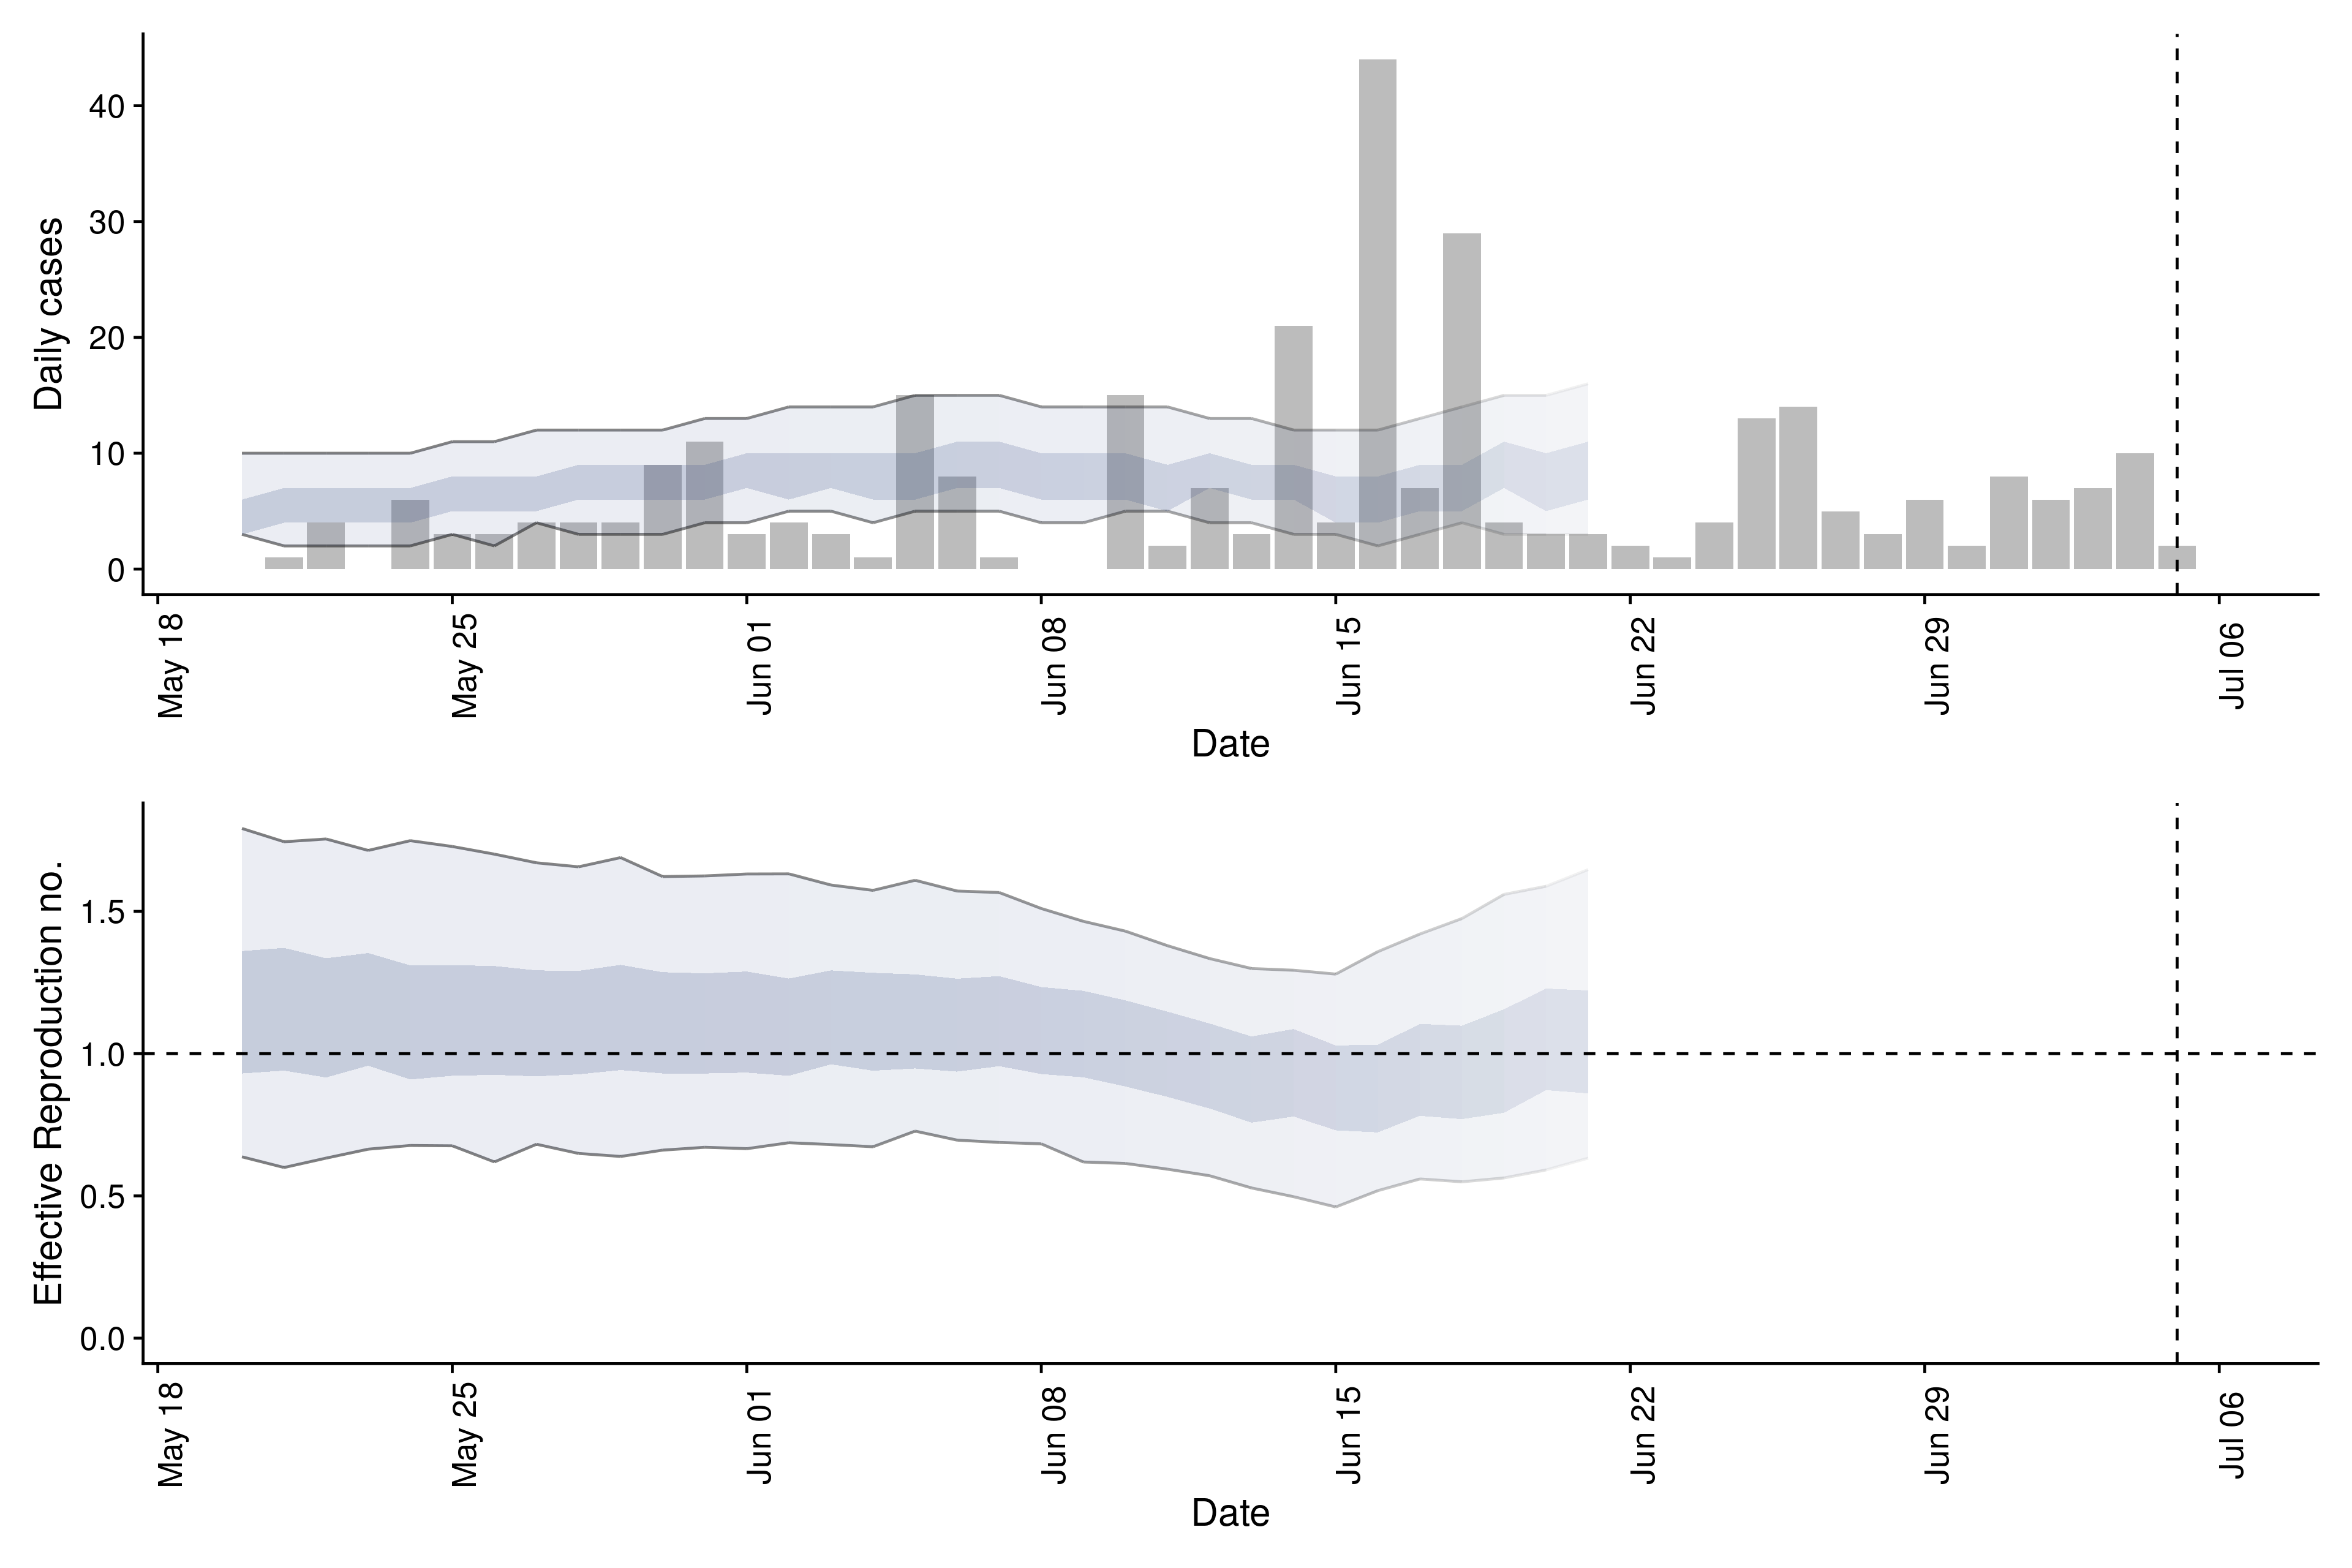 Daily cases
40
30
20
10
0
May 18
May 25
Jun 01
Jun 08
Jun 15
Jun 22
Jun 29
Jul 06
Date
Effective Reproduction no.
1.5
1.0
0.5
0.0
May 18
May 25
Jun 01
Jun 08
Jun 15
Jun 22
Jun 29
Jul 06
Date